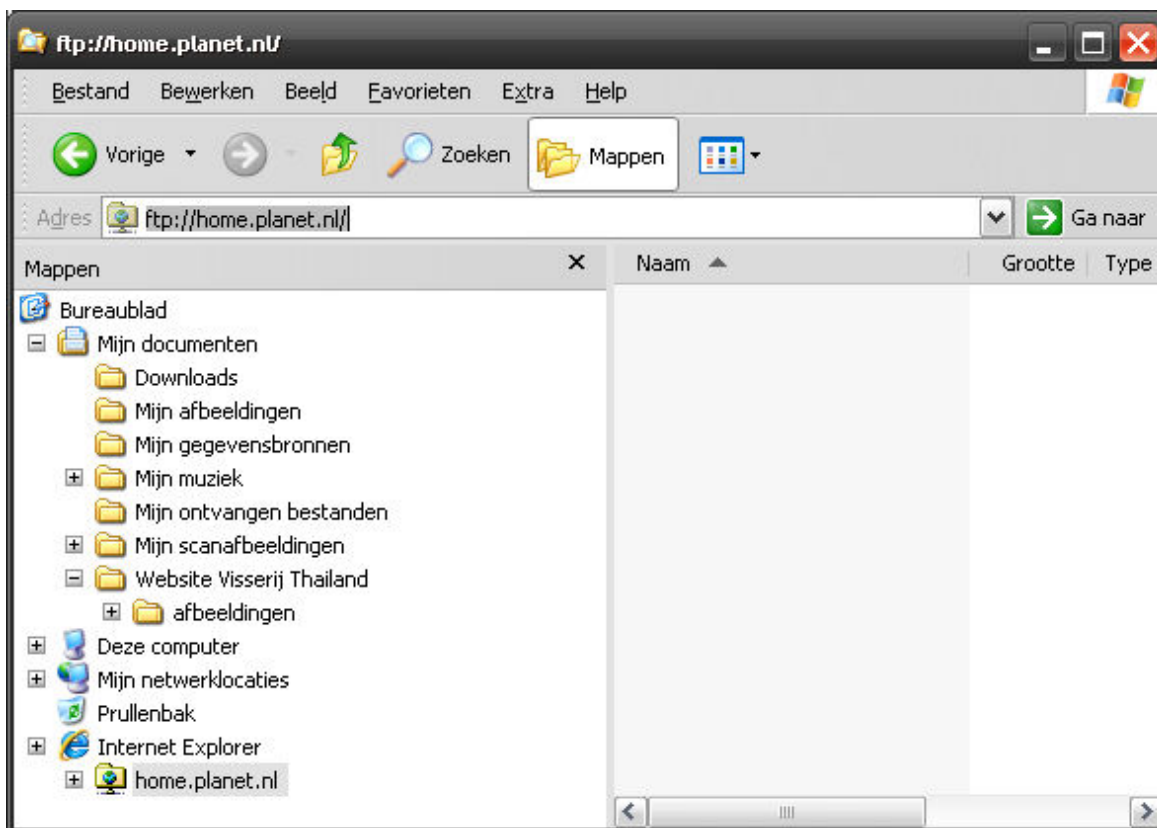 ftp://home.planet.nl/
Bestand Bewerken Beeld Favorieten Extra Help
Vorige Zoeken Mappen
Adres ftp://home.planet.nl/ Ga naar
Mappen Naam Grootte Type
Bureaublad
Mijn documenten
Downloads
Mijn afbeeldingen
Mijn gegevensbronnen
Mijn muziek
Mijn ontvangen bestanden
Mijn scanafbeeldingen
Website Visserij Thailand
afbeeldingen
Deze computer
Mijn netwerklocaties
Prullenbak
Internet Explorer
home.planet.nl